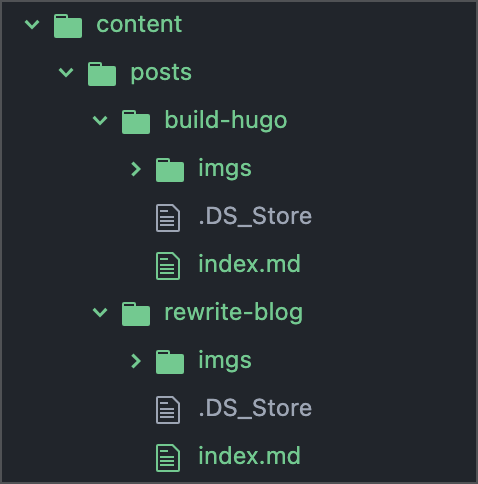 content
posts
build-hugo
imgs
.DS_Store
index.md
rewrite-blog
imgs
.DS_Store
index.md